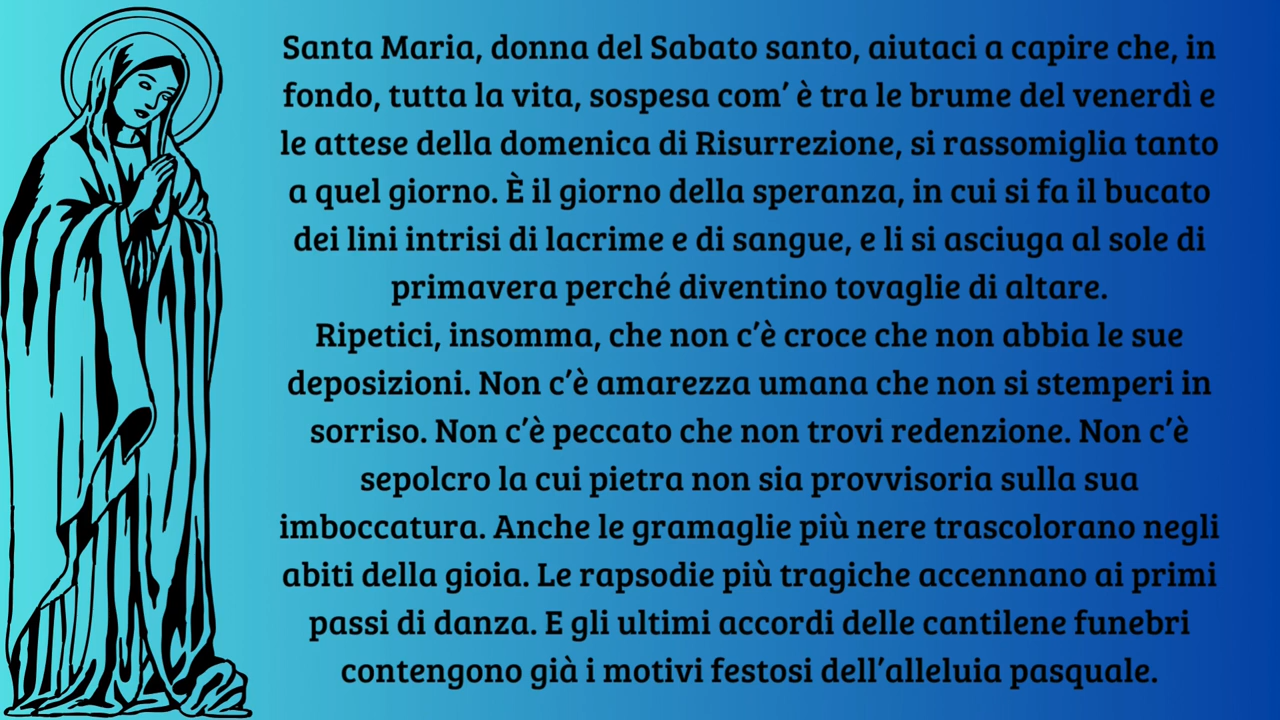 Santa Maria, donna del Sabato santo, aiutaci a capire che, in
fondo, tutta la vita, sospesa com’ è tra le brume del venerdì e
le attese della domenica di Risurrezione, si rassomiglia tanto
a quel giorno. È il giorno della speranza, in cui si fa il bucato
dei lini intrisi di lacrime e di sangue, e li si asciuga al sole di
primavera perché diventino tovaglie di altare.
Ripetici, insomma, che non c’è croce che non abbia le sue
deposizioni. Non c’è amarezza umana che non si stemperi in
sorriso. Non c’è peccato che non trovi redenzione. Non c’è
sepolcro la cui pietra non sia provvisoria sulla sua
imboccatura. Anche le gramaglie più nere trascolorano negli
abiti della gioia. Le rapsodie più tragiche accennano ai primi
passi di danza. E gli ultimi accordi delle cantilene funebri
contengono già i motivi festosi dell’alleluia pasquale.